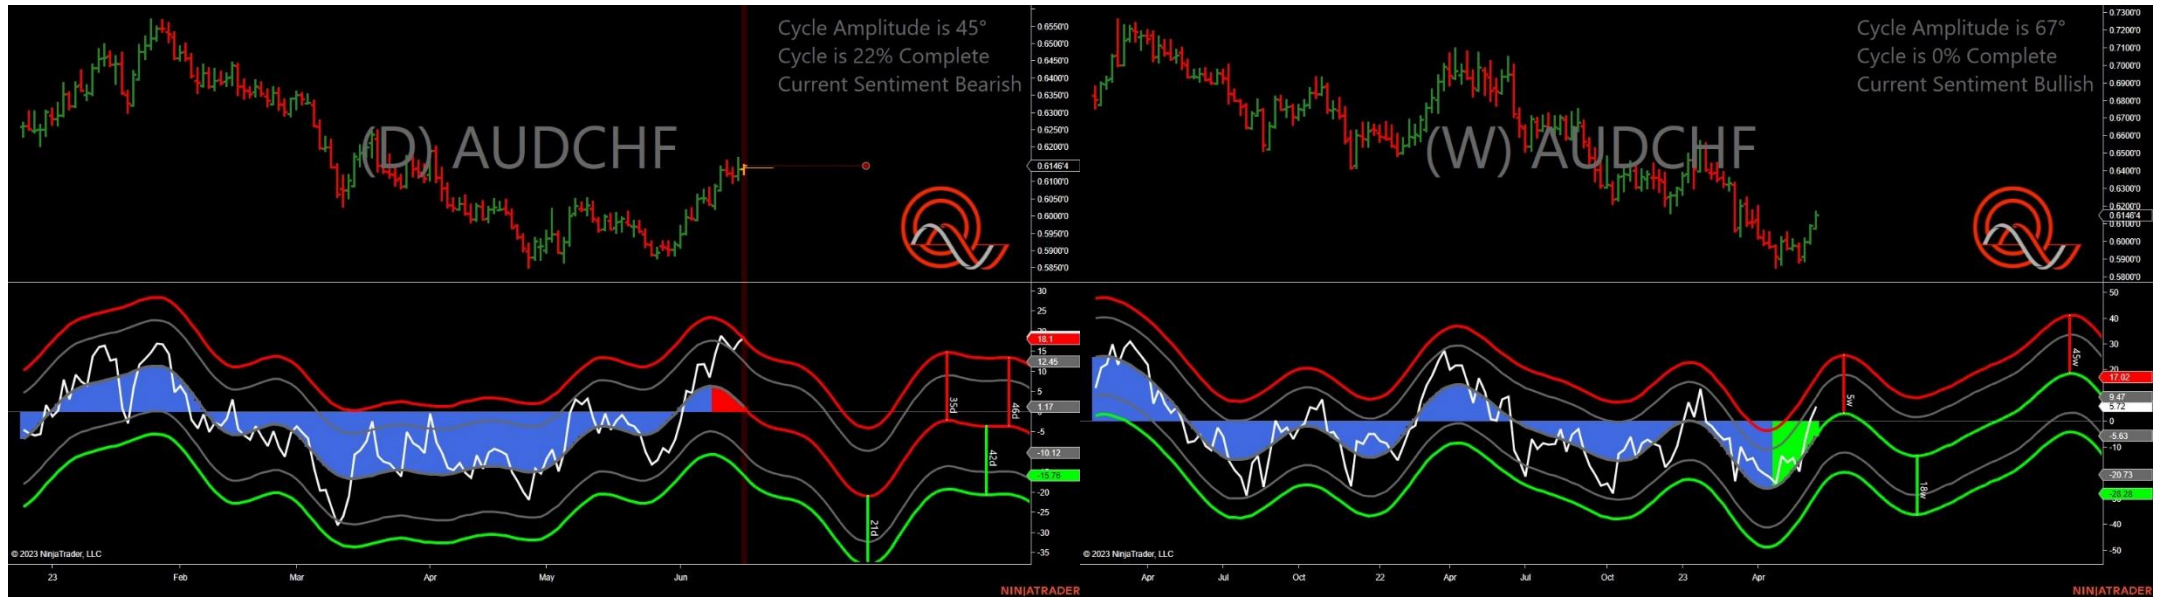 Cycle Amplitude is 45°
Cycle is 22% Complete
Current Sentiment Bearish
(D) AUDCHF
0.6550'0
0.6500'0
0.6450'0
0.6400'0
0.6350'0
0.6300'0
0.6250'0
0.6200'0
0.6146'4
0.6100'0
0.6050'0
0.6000'0
0.5950'0
0.5900'0
0.5850'0
30
25
20
18.1
15
12.45
10
5
1.17
-5
-10.12
-15.76
-20
-25
-30
-35
35d
46d
42d
21d
© 2023 NinjaTrader, LLC
23 Feb Mar Apr May Jun
NINJATRADER
Cycle Amplitude is 67°
Cycle is 0% Complete
Current Sentiment Bullish
(W) AUDCHF
0.7300'0
0.7200'0
0.7100'0
0.7000'0
0.6900'0
0.6800'0
0.6700'0
0.6600'0
0.6500'0
0.6400'0
0.6300'0
0.6200'0
0.6146'4
0.6100'0
0.6000'0
0.5900'0
0.5800'0
50
40
30
20
17.02
9.47
5.72
0
-5.63
-10
-20.73
-28.28
-40
-50
5w
45w
18w
© 2023 NinjaTrader, LLC
Apr Jul Oct 22 Apr Jul Oct 23 Apr
NINJATRADER